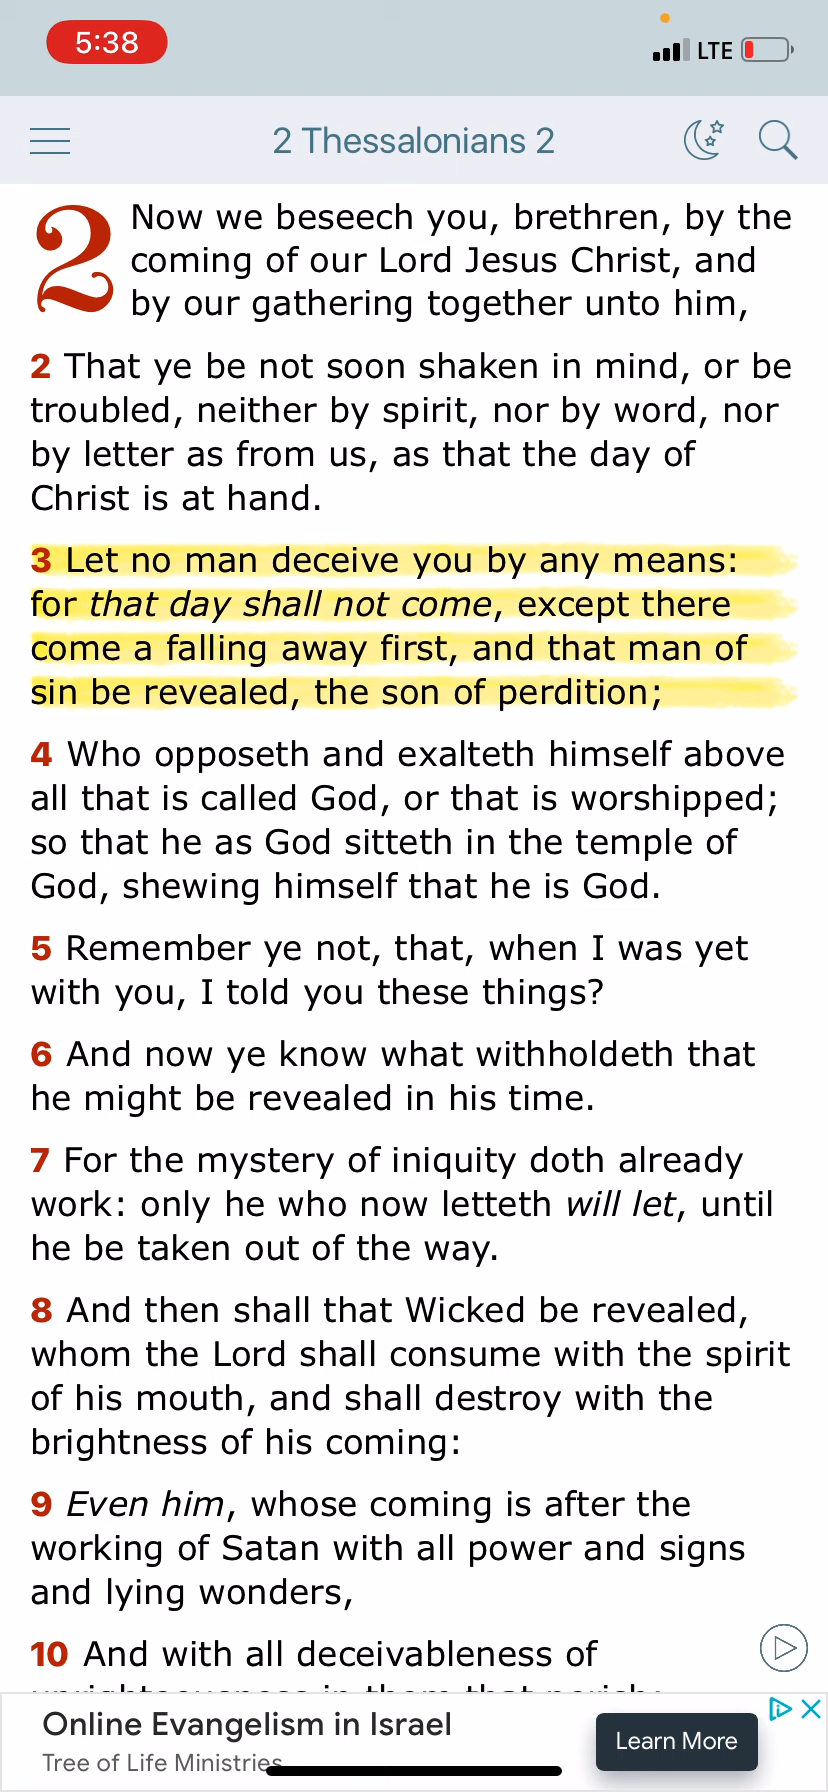 5:38
LTE
2 Thessalonians 2
2 Now we beseech you, brethren, by the
coming of our Lord Jesus Christ, and
by our gathering together unto him,
2 That ye be not soon shaken in mind, or be
troubled, neither by spirit, nor by word, nor
by letter as from us, as that the day of
Christ is at hand.
3 Let no man deceive you by any means:
for that day shall not come, except there
come a falling away first, and that man of
sin be revealed, the son of perdition;
4 Who opposeth and exalteth himself above
all that is called God, or that is worshipped;
so that he as God sitteth in the temple of
God, shewing himself that he is God.
5 Remember ye not, that, when I was yet
with you, I told you these things?
6 And now ye know what withholdeth that
he might be revealed in his time.
7 For the mystery of iniquity doth already
work: only he who now letteth will let, until
he be taken out of the way.
8 And then shall that Wicked be revealed,
whom the Lord shall consume with the spirit
of his mouth, and shall destroy with the
brightness of his coming:
9 Even him, whose coming is after the
working of Satan with all power and signs
and lying wonders,
10 And with all deceivableness of
Online Evangelism in Israel
Tree of Life Ministries
Learn More